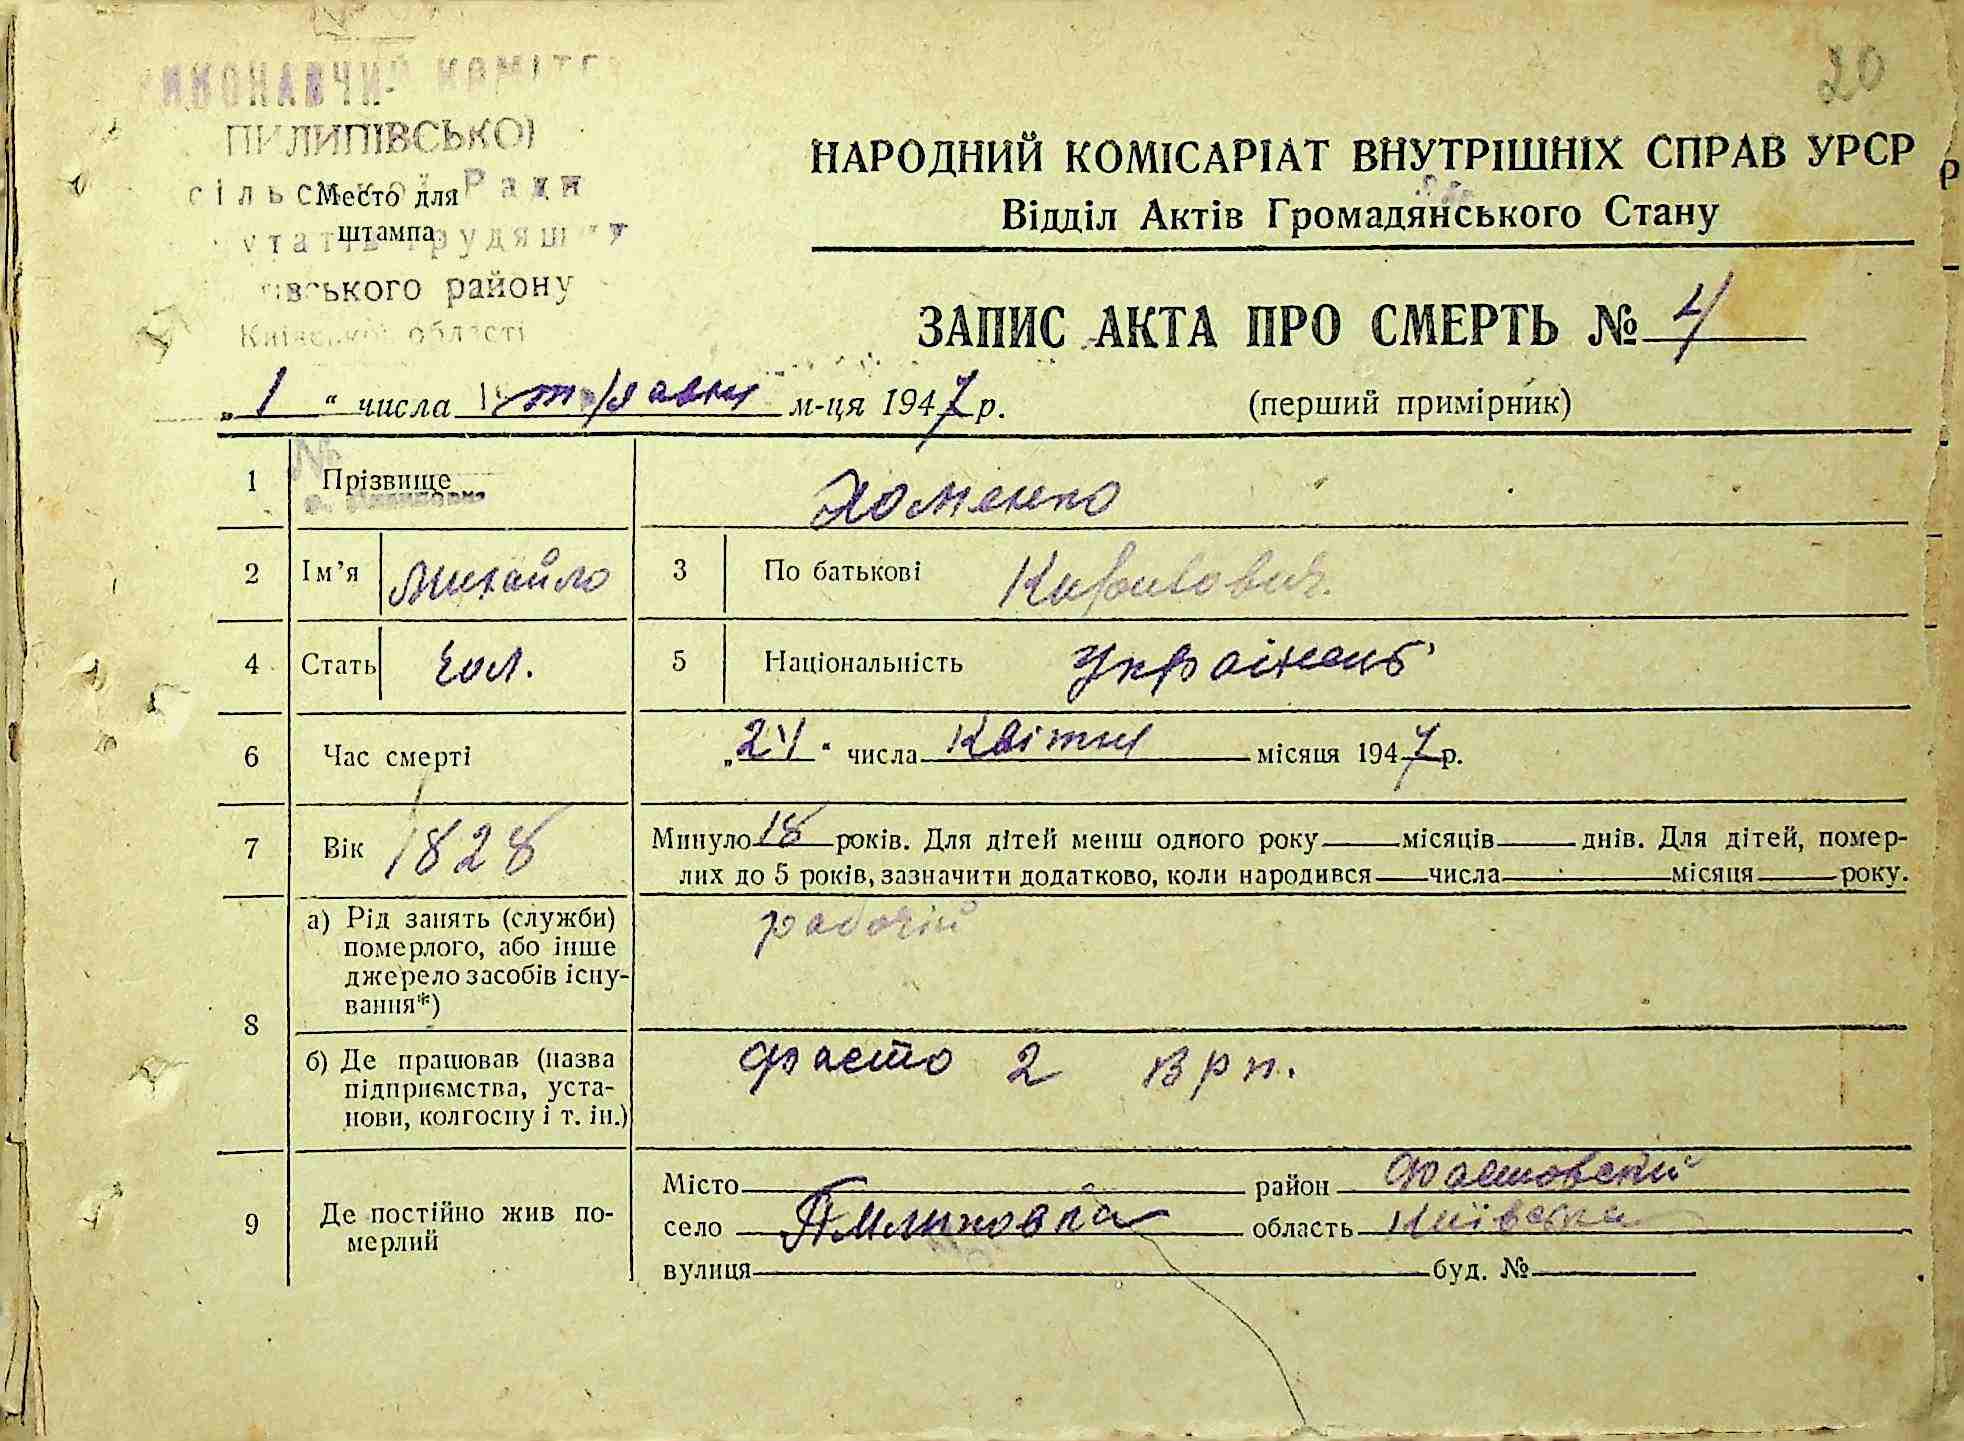 20
ВИКОНАВЧИЙ КОМІТЕТ
ПИЛИПІВСЬКОЇ
сільської Ради
Место для
штампа
району
Київської області
НАРОДНИЙ КОМІСАРІАТ ВНУТРІШНІХ СПРАВ УРСР
Відділ Актів Громадянського Стану
ЗАПИС АКТА ПРО СМЕРТЬ № 4
„1“ числа травня м-ця 1947 р.
(перший примірник)
1 Прізвище Хоменко
2 Ім’я Михайло 3 По батькові Кирилович.
4 Стать чол. 5 Національність Українець
6 Час смерті „24“ числа Квітня місяця 1947 р.
7 Вік 1828 Минуло 18 років. Для дітей менш одного року місяців днів. Для дітей, помер-
лих до 5 років, зазначити додатково, коли народився числа місяця року.
8 а) Рід занять (служби) померлого, або інше джерело засобів існу-вання*) рабочій
б) Де працював (назва підприємства, уста-нови, колгоспу і т. ін.) Фасто 2 врп.
9 Де постійно жив по-мерлий
Місто район Фастовский
село Пилиповка область Київська
вулиця буд. №